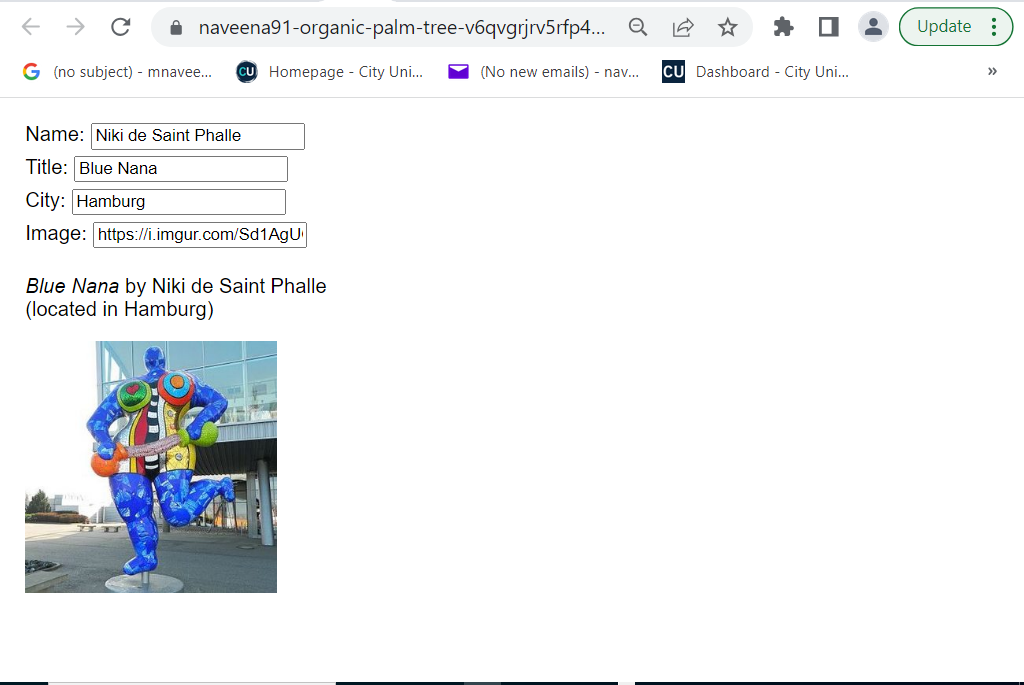 naveena91-organic-palm-tree-v6qvgrjrv5rfp4... Update
G (no subject) - mnavee... CU Homepage - City Uni... (No new emails) - nav... CU Dashboard - City Uni... »
Name: Niki de Saint Phalle
Title: Blue Nana
City: Hamburg
Image: https://i.imgur.com/Sd1AgU
Blue Nana by Niki de Saint Phalle
(located in Hamburg)